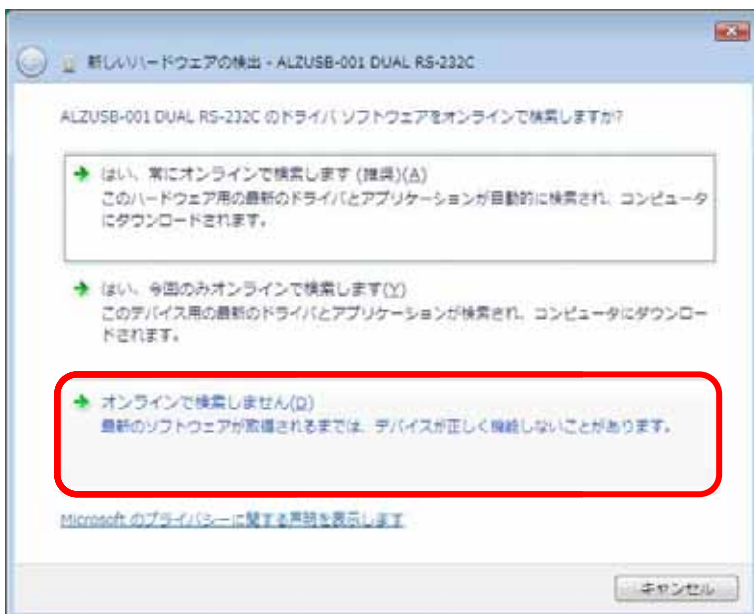 新しいハードウェアの検出 - ALZUSB-001 DUAL RS-232C
ALZUSB-001 DUAL RS-232C のドライバ ソフトウェアをオンラインで検索しますか?
はい、常にオンラインで検索します (推奨)(A)
このハードウェア用の最新のドライバとアプリケーションが自動的に検索され、コンピュータ
にダウンロードされます。
はい、今回のみオンラインで検索します(Y)
このデバイス用の最新のドライバとアプリケーションが検索され、コンピュータにダウンロー
ドされます。
オンラインで検索しません(D)
最新のソフトウェアが取得されるまでは、デバイスが正しく機能しないことがあります。
Microsoft のプライバシーに関する声明を表示します
キャンセル